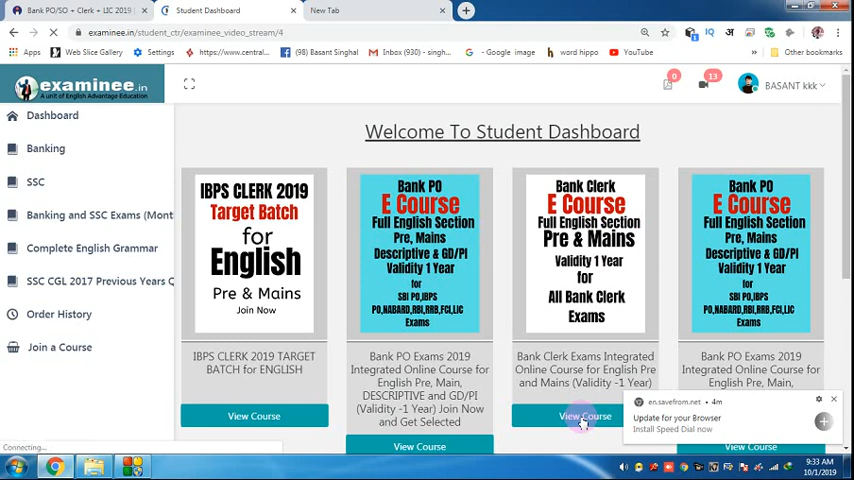 Bank PO/SO + Clerk + LIC 2019 |
Student Dashboard
New Tab
examinee.in/student_ctr/examinee_video_stream/4
Apps
Web Slice Gallery
Settings
https://www.central...
(98) Basant Singhal
Inbox (930) - singh...
- Google image
word hippo
YouTube
Other bookmarks
examinee.in
A unit of English Advantage Education
0
13
BASANT kkk
Dashboard
Banking
SSC
Banking and SSC Exams (Mont
Complete English Grammar
SSC CGL 2017 Previous Years Q
Order History
Join a Course
Welcome To Student Dashboard
IBPS CLERK 2019
Target Batch
for
English
Pre & Mains
Join Now
IBPS CLERK 2019 TARGET
BATCH for ENGLISH
View Course
Bank PO
E Course
Full English Section
Pre, Mains
Descriptive & GD/PI
Validity 1 Year
for
SBI PO,IBPS
PO,NABARD,RBI,RRB,FCI,LIC
Exams
Bank PO Exams 2019
Integrated Online Course for
English Pre, Main,
DESCRIPTIVE and GD/PI
(Validity -1 Year) Join Now
and Get Selected
View Course
Bank Clerk
E Course
Full English Section
Pre & Mains
Validity 1 Year
for
All Bank Clerk
Exams
Bank Clerk Exams Integrated
Online Course for English Pre
and Mains (Validity -1 Year)
View Course
Bank PO
E Course
Full English Section
Pre, Mains
Descriptive & GD/PI
Validity 1 Year
for
SBI PO,IBPS
PO,NABARD,RBI,RRB,FCI,LIC
Exams
Bank PO Exams 2019
Integrated Online Course for
English Pre, Main,
View Course
en.savefrom.net • 4m
Update for your Browser
Install Speed Dial now
Connecting...
9:33 AM
10/1/2019